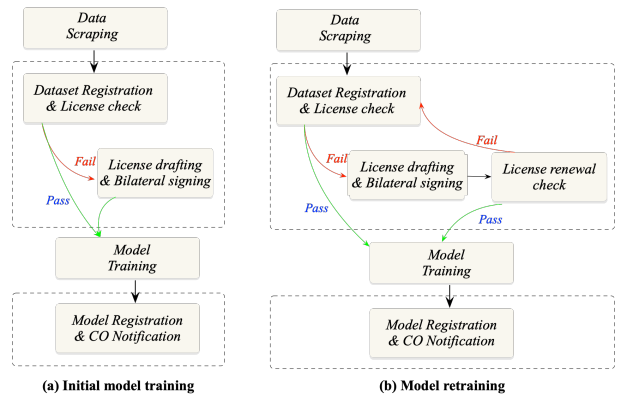 Data
Scraping
Dataset Registration
& License check
Fail
License drafting
& Bilateral signing
Pass
Model
Training
Model Registration
& CO Notification
(a) Initial model training
Data
Scraping
Dataset Registration
& License check
Fail
Fail
License drafting
& Bilateral signing
License renewal
check
Pass
Pass
Model
Training
Model Registration
& CO Notification
(b) Model retraining